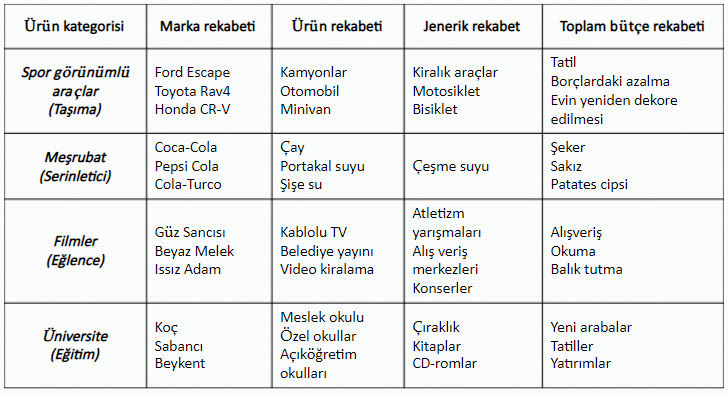 Ürün kategorisi
Marka rekabeti
Ürün rekabeti
Jenerik rekabet
Toplam bütçe rekabeti
Spor görünümlü
araçlar
(Taşıma)
Ford Escape
Toyota Rav4
Honda CR-V
Kamyonlar
Otomobil
Minivan
Kiralık araçlar
Motosiklet
Bisiklet
Tatil
Borçlardaki azalma
Evin yeniden dekore
edilmesi
Meşrubat
(Serinletici)
Coca-Cola
Pepsi Cola
Cola-Turco
Çay
Portakal suyu
Şişe su
Çeşme suyu
Şeker
Sakız
Patates cipsi
Filmler
(Eğlence)
Güz Sancısı
Beyaz Melek
Issız Adam
Kablolu TV
Belediye yayını
Video kiralama
Atletizm
yarışmaları
Alış veriş
merkezleri
Konserler
Alışveriş
Okuma
Balık tutma
Üniversite
(Eğitim)
Koç
Sabancı
Beykent
Meslek okulu
Özel okullar
Açıköğretim
okulları
Çıraklık
Kitaplar
CD-romlar
Yeni arabalar
Tatiller
Yatırımlar